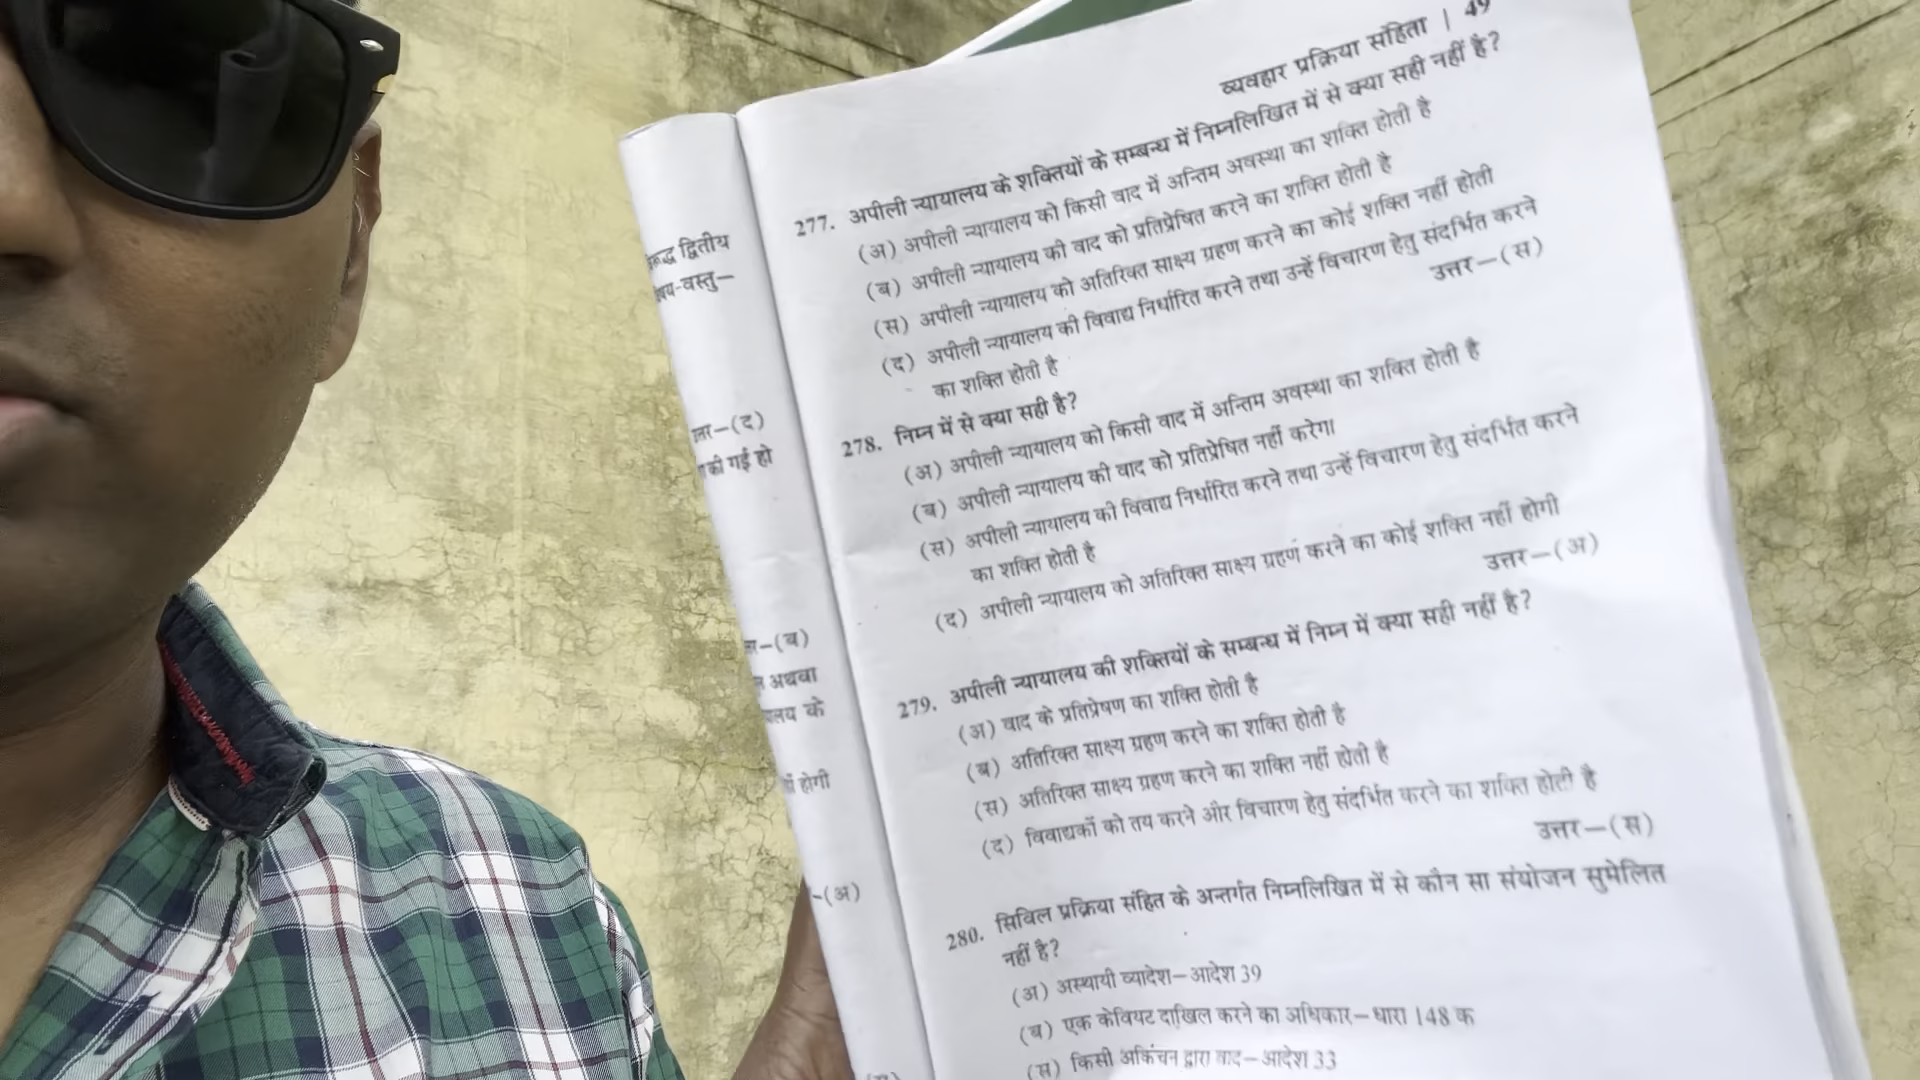 व्यवहार प्रक्रिया संहिता | 49
277. अपीली न्यायालय के शक्तियों के सम्बन्ध में निम्नलिखित में से क्या सही नहीं है?
(अ) अपीली न्यायालय को किसी वाद में अन्तिम अवस्था का शक्ति होती है
(ब) अपीली न्यायालय की वाद को प्रतिप्रेषित करने का शक्ति होती है
(स) अपीली न्यायालय को अतिरिक्त साक्ष्य ग्रहण करने का कोई शक्ति नहीं होती
(द) अपीली न्यायालय की विवाद्य निर्धारित करने तथा उन्हें विचारण हेतु संदर्भित करने
का शक्ति होती है
उत्तर–(स)
278. निम्न में से क्या सही है?
(अ) अपीली न्यायालय को किसी वाद में अन्तिम अवस्था का शक्ति होती है
(ब) अपीली न्यायालय की वाद को प्रतिप्रेषित नहीं करेगा
(स) अपीली न्यायालय को विवाद्य निर्धारित करने तथा उन्हें विचारण हेतु संदर्भित करने
का शक्ति होती है
(द) अपीली न्यायालय को अतिरिक्त साक्ष्य ग्रहण करने का कोई शक्ति नहीं होगी
उत्तर–(अ)
279. अपीली न्यायालय की शक्तियों के सम्बन्ध में निम्न में क्या सही नहीं है?
(अ) वाद के प्रतिप्रेषण का शक्ति होती है
(ब) अतिरिक्त साक्ष्य ग्रहण करने का शक्ति होती है
(स) अतिरिक्त साक्ष्य ग्रहण करने का शक्ति नहीं होती है
(द) विवाद्यकों को तय करने और विचारण हेतु संदर्भित करने का शक्ति होती है
उत्तर–(स)
280. सिविल प्रक्रिया संहित के अन्तर्गत निम्नलिखित में से कौन सा संयोजन सुमेलित
नहीं है?
(अ) अस्थायी व्यादेश–आदेश 39
(ब) एक केवियट दाखिल करने का अधिकार–धारा 148 क
(स) किसी अकिंचन द्वारा वाद–आदेश 33
द्वितीय
वस्तु–
(द)
की गई हो
(ब)
अथवा
के
होगी
–(अ)